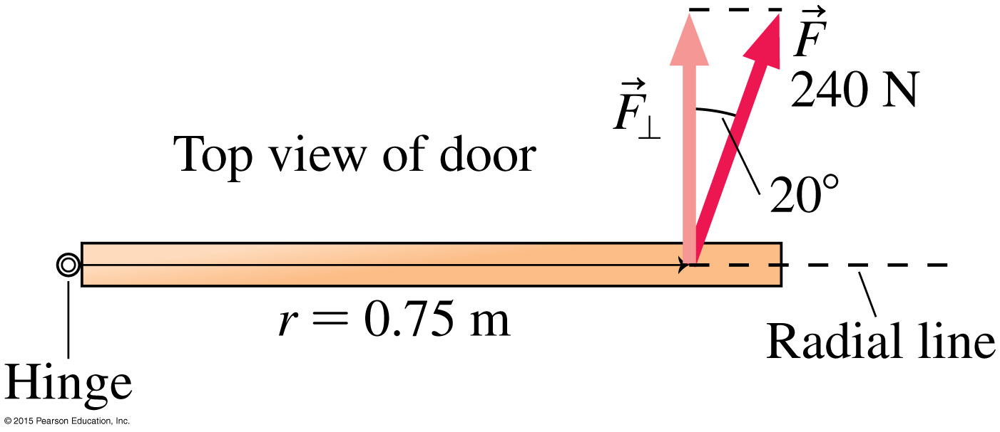 F⃗
240 N
F⃗⊥
Top view of door
20°
r = 0.75 m
Radial line
Hinge
© 2015 Pearson Education, Inc.